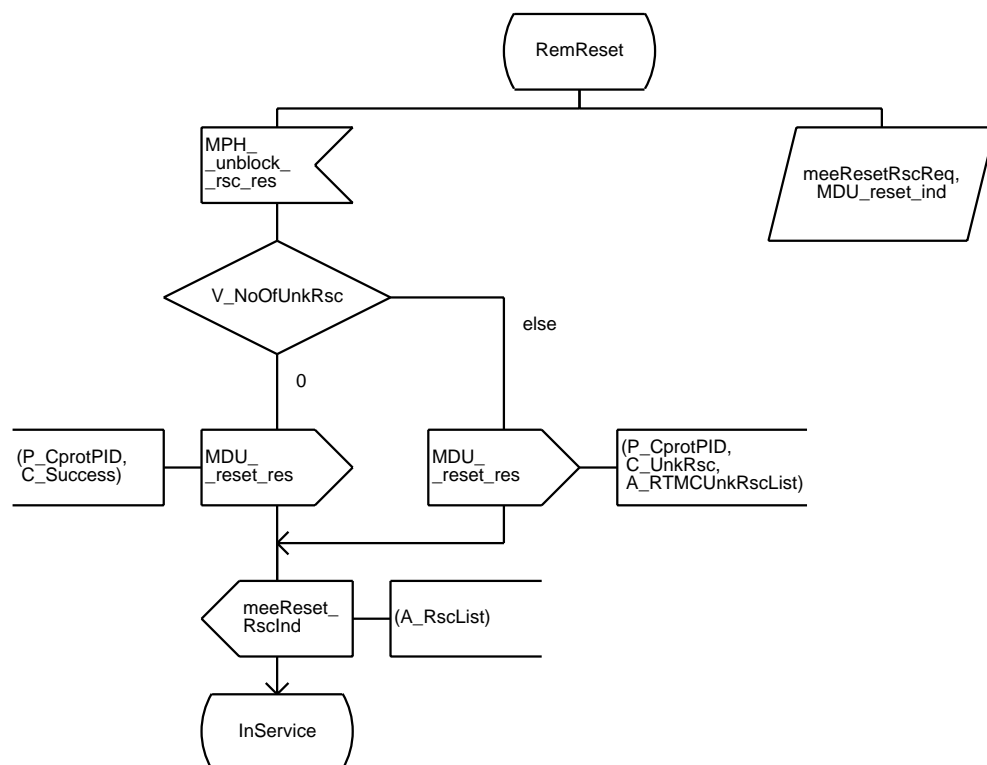 RemReset
MPH_
_unblock_
_rsc_res
meeResetRscReq,
MDU_reset_ind
V_NoOfUnkRsc
else
0
(P_CprotPID,
C_Success)
MDU_
_reset_res
MDU_
_reset_res
(P_CprotPID,
C_UnkRsc,
A_RTMCUnkRscList)
meeReset_
RscInd
(A_RscList)
InService